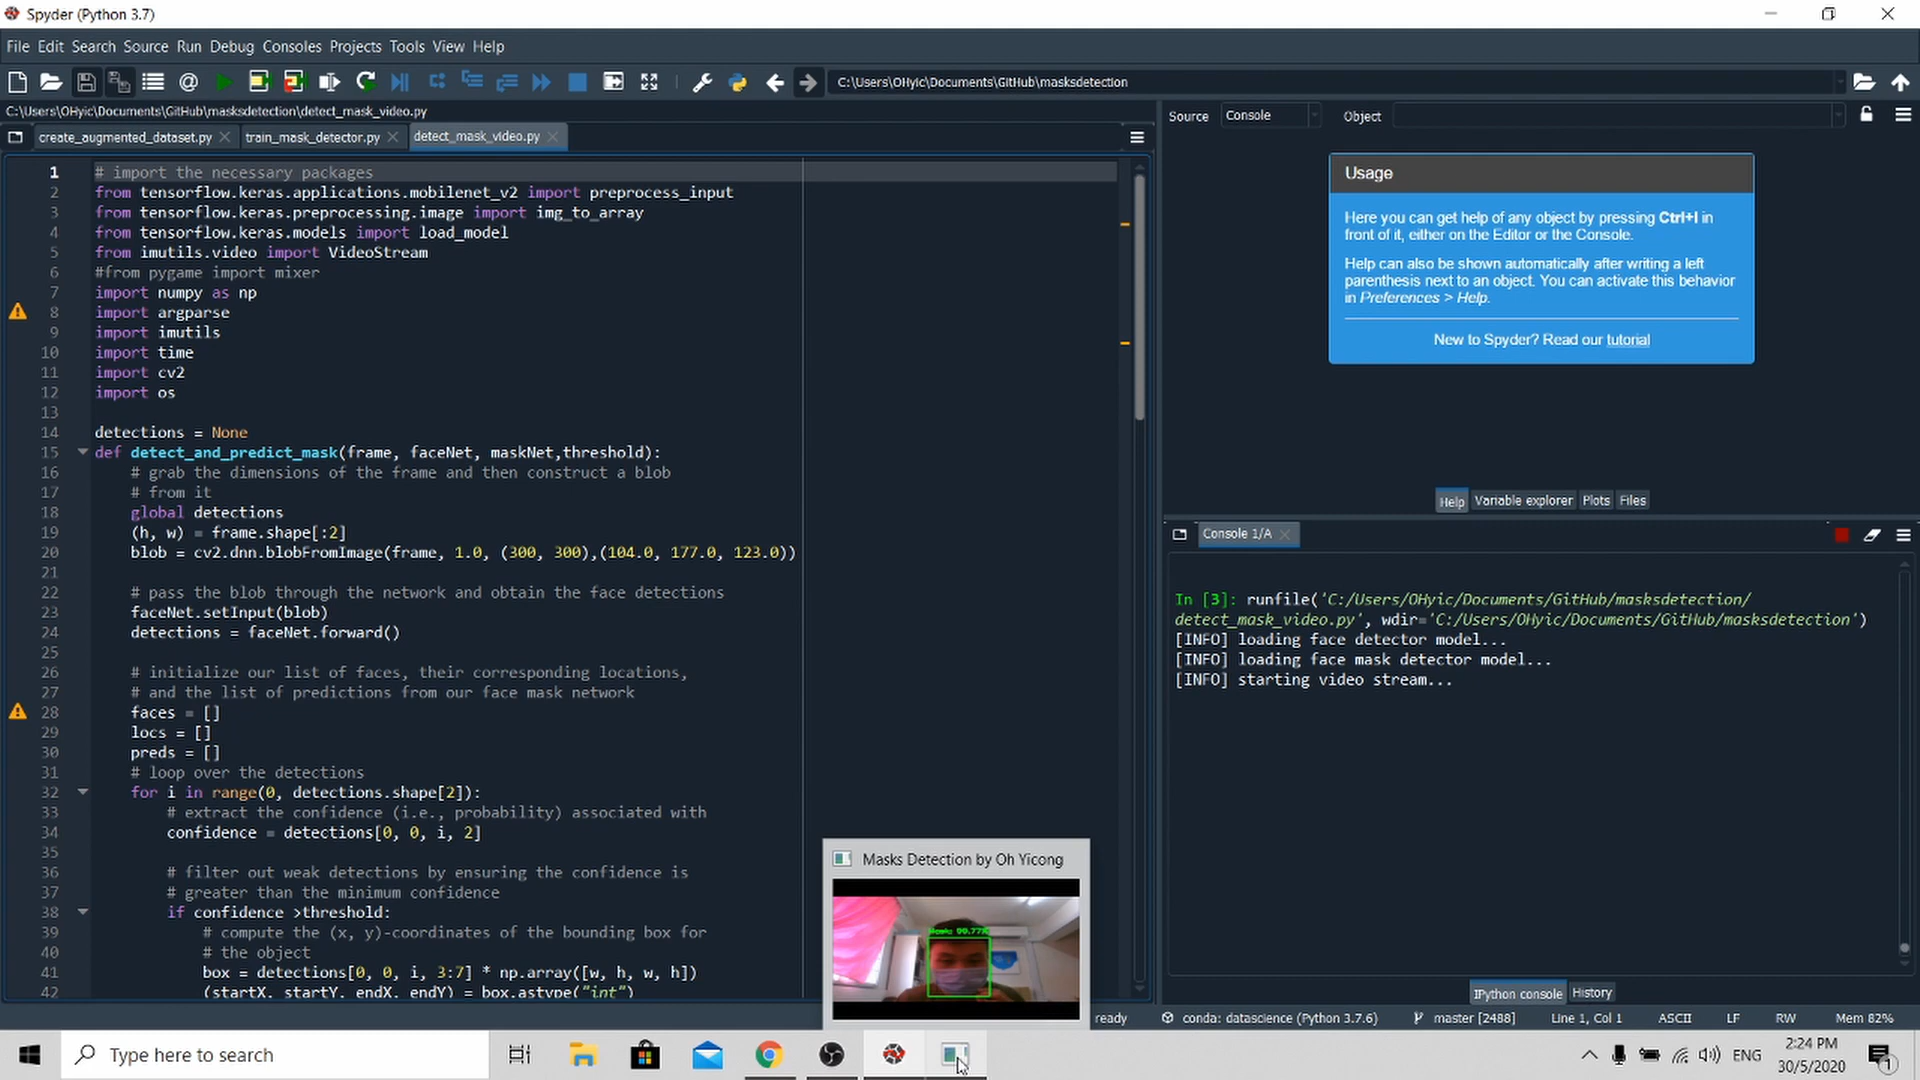 Spyder (Python 3.7)
File Edit Search Source Run Debug Consoles Projects Tools View Help
C:\Users\OHyic\Documents\GitHub\masksdetection
C:\Users\OHyic\Documents\GitHub\masksdetection\detect_mask_video.py
create_augmented_dataset.py train_mask_detector.py detect_mask_video.py
1 # import the necessary packages
2 from tensorflow.keras.applications.mobilenet_v2 import preprocess_input
3 from tensorflow.keras.preprocessing.image import img_to_array
4 from tensorflow.keras.models import load_model
5 from imutils.video import VideoStream
6 #from pygame import mixer
7 import numpy as np
8 import argparse
9 import imutils
10 import time
11 import cv2
12 import os
13
14 detections = None
15 def detect_and_predict_mask(frame, faceNet, maskNet,threshold):
16 # grab the dimensions of the frame and then construct a blob
17 # from it
18 global detections
19 (h, w) = frame.shape[:2]
20 blob = cv2.dnn.blobFromImage(frame, 1.0, (300, 300),(104.0, 177.0, 123.0))
21
22 # pass the blob through the network and obtain the face detections
23 faceNet.setInput(blob)
24 detections = faceNet.forward()
25
26 # initialize our list of faces, their corresponding locations,
27 # and the list of predictions from our face mask network
28 faces = []
29 locs = []
30 preds = []
31 # loop over the detections
32 for i in range(0, detections.shape[2]):
33 # extract the confidence (i.e., probability) associated with
34 confidence = detections[0, 0, i, 2]
35
36 # filter out weak detections by ensuring the confidence is
37 # greater than the minimum confidence
38 if confidence >threshold:
39 # compute the (x, y)-coordinates of the bounding box for
40 # the object
41 box = detections[0, 0, i, 3:7] * np.array([w, h, w, h])
42 (startX, startY, endX, endY) = box.astype("int")
Source Console Object
Usage
Here you can get help of any object by pressing Ctrl+I in
front of it, either on the Editor or the Console.
Help can also be shown automatically after writing a left
parenthesis next to an object. You can activate this behavior
in Preferences > Help.
New to Spyder? Read our tutorial
Help Variable explorer Plots Files
Console 1/A
In [3]: runfile('C:/Users/OHyic/Documents/GitHub/masksdetection/
detect_mask_video.py', wdir='C:/Users/OHyic/Documents/GitHub/masksdetection')
[INFO] loading face detector model...
[INFO] loading face mask detector model...
[INFO] starting video stream...
IPython console History
Masks Detection by Oh Yicong
Mask: 99.77%
ready conda: datascience (Python 3.7.6) master [2488] Line 1, Col 1 ASCII LF RW Mem 82%
Type here to search
ENG
2:24 PM
30/5/2020
1